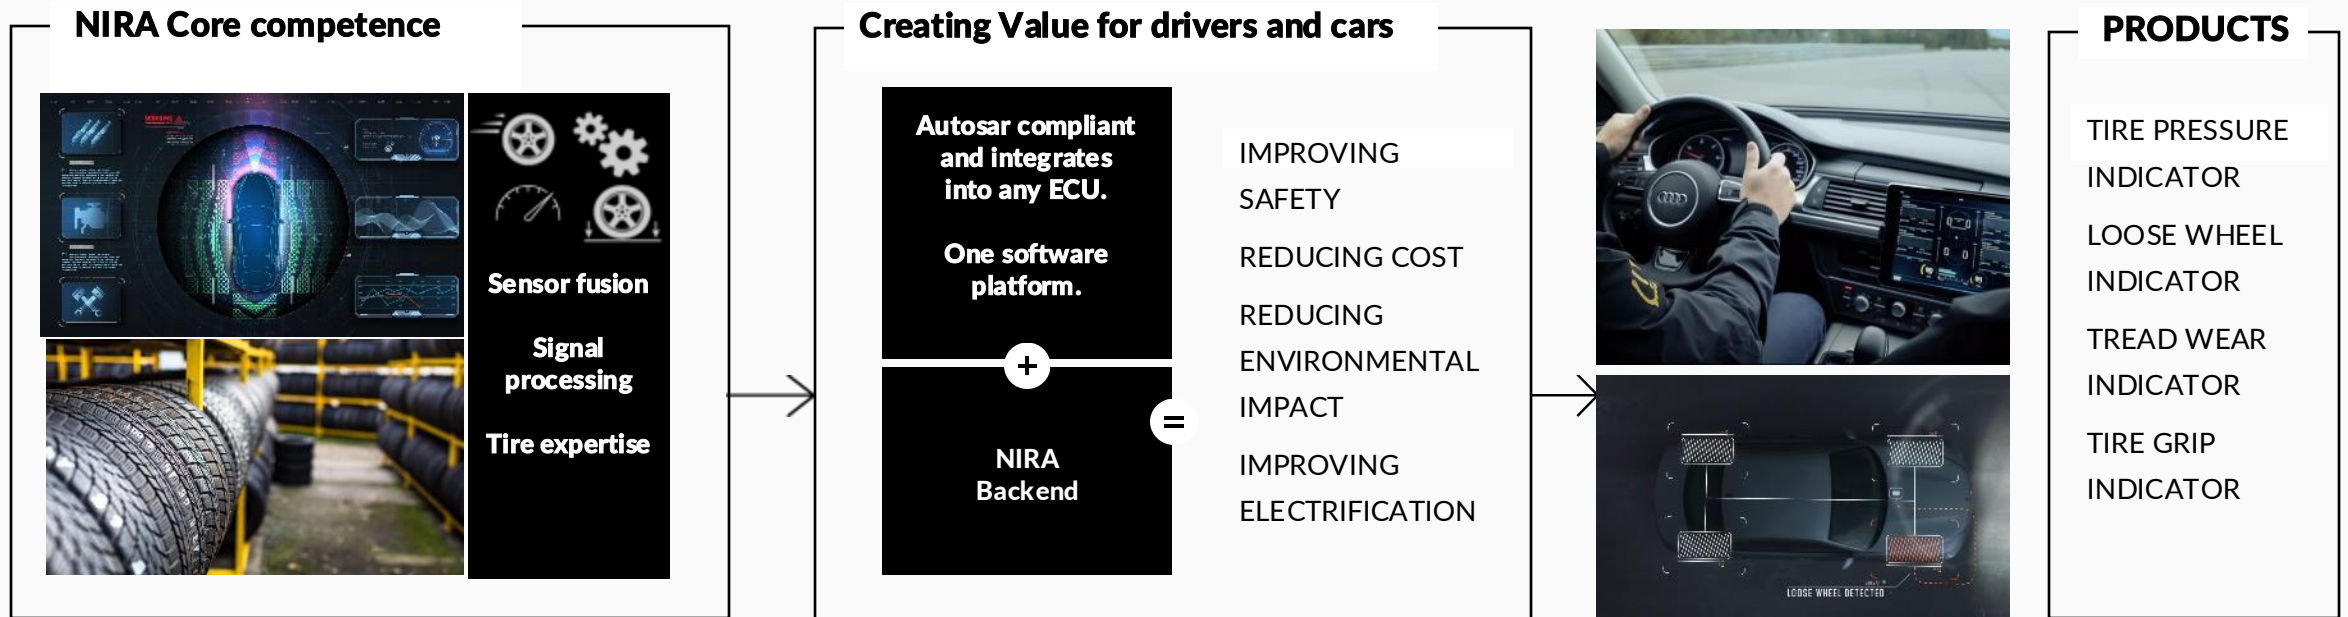 NIRA Core competence
Sensor fusion
Signal
processing
Tire expertise
Creating Value for drivers and cars
Autosar compliant
and integrates
into any ECU.
One software
platform.
+
NIRA
Backend
=
IMPROVING
SAFETY
REDUCING COST
REDUCING
ENVIRONMENTAL
IMPACT
IMPROVING
ELECTRIFICATION
LOOSE WHEEL DETECTED
PRODUCTS
TIRE PRESSURE
INDICATOR
LOOSE WHEEL
INDICATOR
TREAD WEAR
INDICATOR
TIRE GRIP
INDICATOR